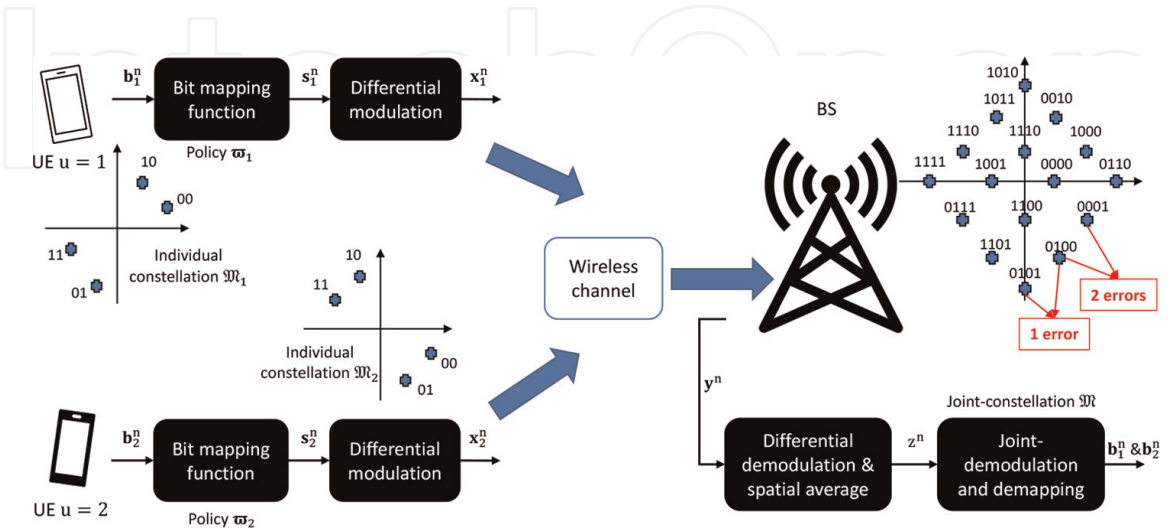 IntechOpen
b₁ⁿ
Bit mapping
function
s₁ⁿ
Differential
modulation
x₁ⁿ
UE u = 1
Policy ϖ₁
10
00
11
01
Individual
constellation 𝔐₁
10
11
00
01
Individual
constellation 𝔐₂
b₂ⁿ
Bit mapping
function
s₂ⁿ
Differential
modulation
x₂ⁿ
UE u = 2
Policy ϖ₂
Wireless
channel
BS
1010
1011
0010
1110
1110
1000
1111
1001
0000
0110
0111
1100
0001
1101
0100
0101
2 errors
1 error
yⁿ
Differential
demodulation &
spatial average
zⁿ
Joint-constellation 𝔐
Joint-
demodulation
and demapping
b₁ⁿ &b₂ⁿ